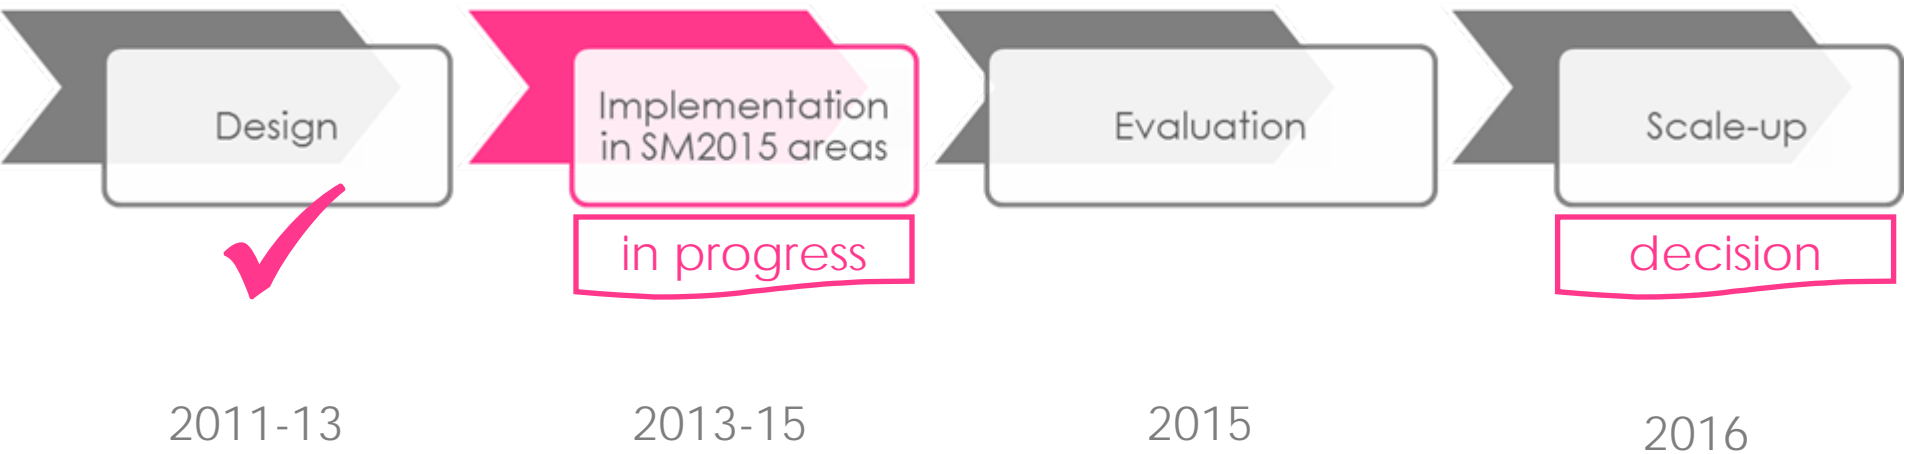 Design
Implementation
in SM2015 areas
Evaluation
Scale-up
in progress
decision
2011-13
2013-15
2015
2016